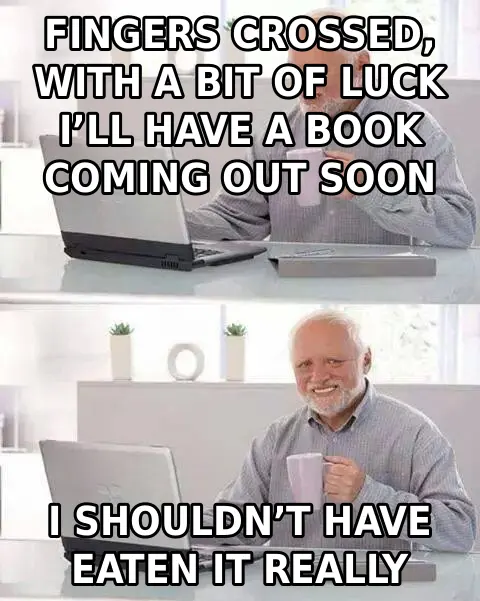 FINGERS CROSSED,
WITH A BIT OF LUCK
I’LL HAVE A BOOK
COMING OUT SOON
I SHOULDN’T HAVE
EATEN IT REALLY